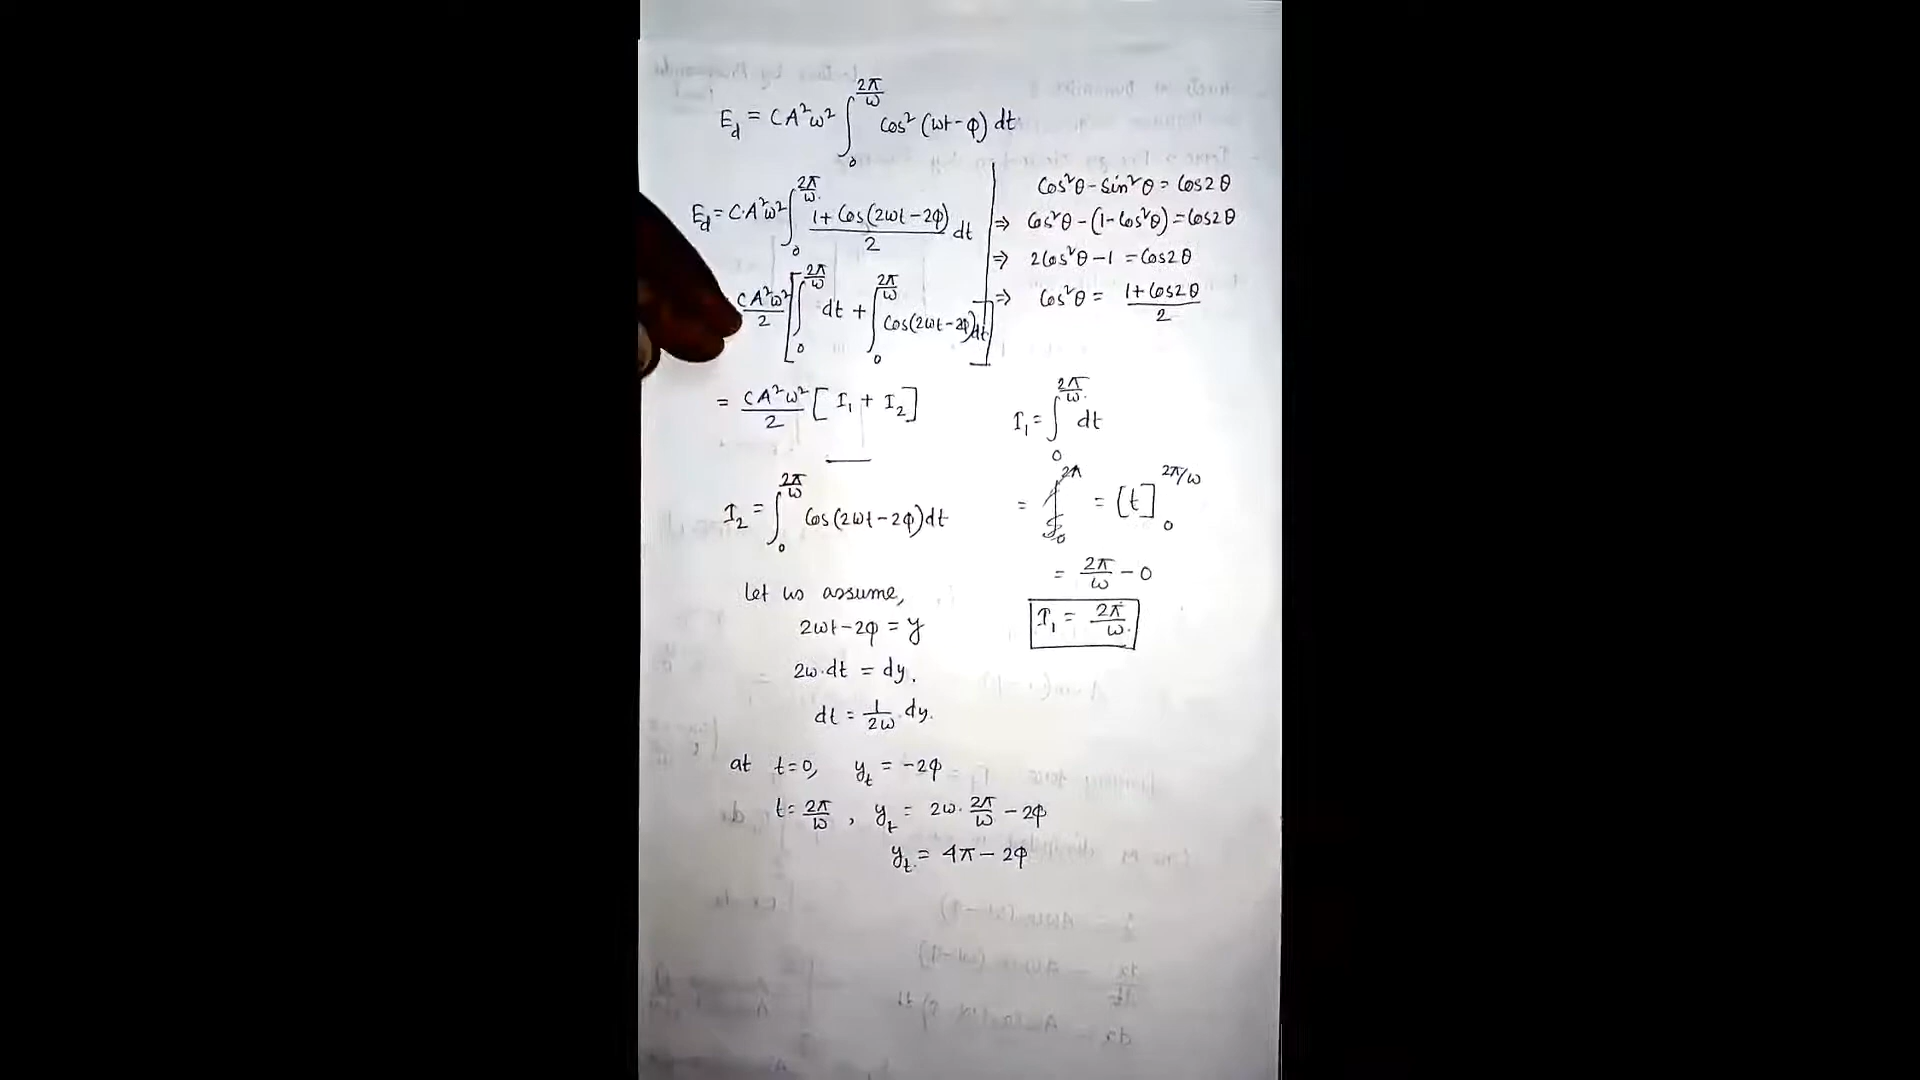 E_d = CA²ω² ∫₀^{2π/ω} Cos² (ωt-φ) dt
E_d = C.A²ω² ∫₀^{2π/ω} (1+ Cos(2ωt-2φ))/2 dt
CA²ω²/2 [∫₀^{2π/ω} dt + ∫₀^{2π/ω} Cos(2ωt-2φ)dt]
= CA²ω²/2 [ I₁ + I₂ ]
I₂ = ∫₀^{2π/ω} Cos(2ωt-2φ)dt
Let us assume,
2ωt-2φ = y
2ω.dt = dy.
dt = 1/2ω . dy.
at t=0, y_t = -2φ
t = 2π/ω , y_t = 2ω. 2π/ω - 2φ
y_t = 4π-2φ
Cos²θ-Sin²θ = Cos2θ
⇒ Cos²θ-(1-Cos²θ) = Cos2θ
⇒ 2Cos²θ-1 = Cos2θ
⇒ Cos²θ = (1+Cos2θ)/2
I₁ = ∫₀^{2π/ω} dt
= = [t]₀^{2π/ω}
= 2π/ω - 0
I₁ = 2π/ω.